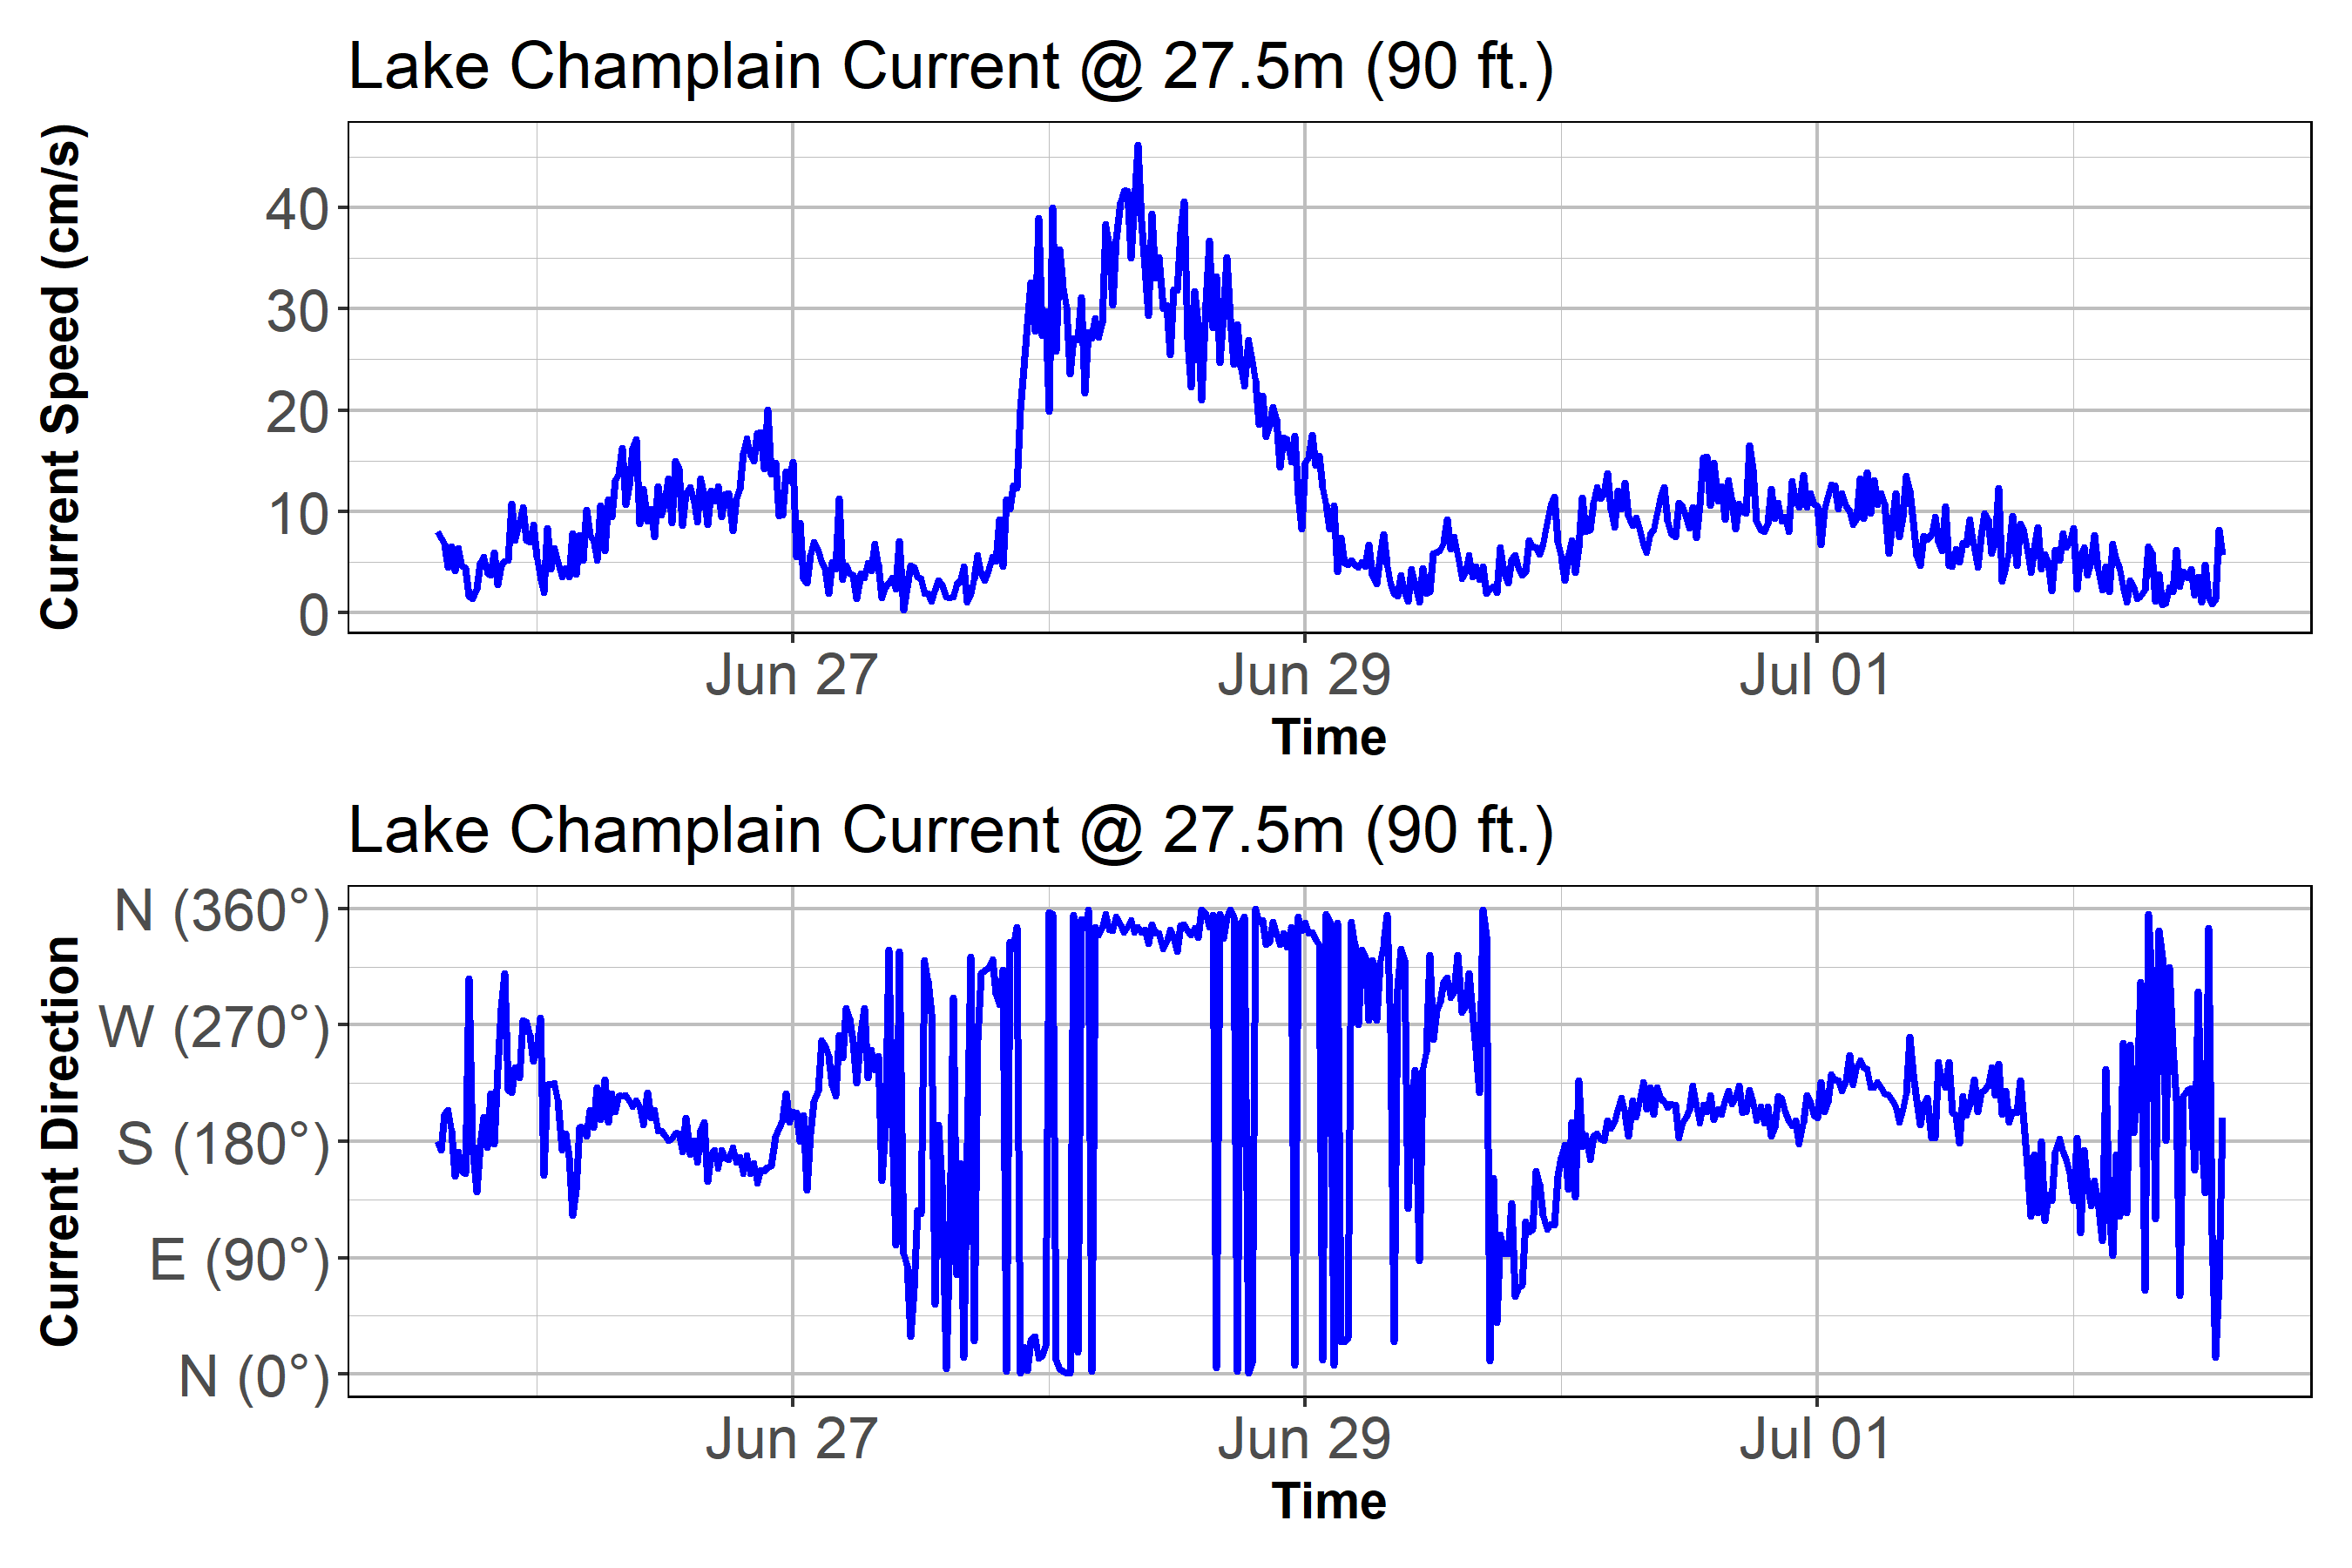 Lake Champlain Current @ 27.5m (90 ft.)
Current Speed (cm/s)
40
30
20
10
0
Jun 27
Jun 29
Jul 01
Time
Lake Champlain Current @ 27.5m (90 ft.)
Current Direction
N (360°)
W (270°)
S (180°)
E (90°)
N (0°)
Jun 27
Jun 29
Jul 01
Time